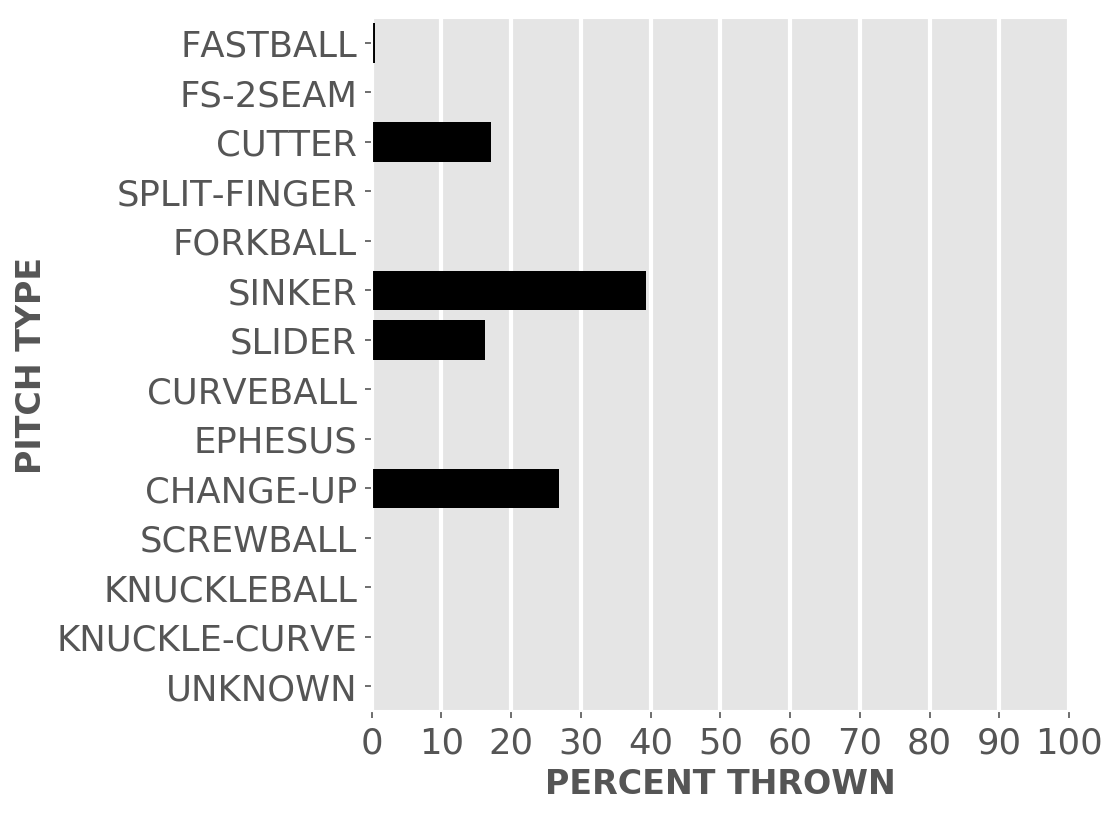 PITCH TYPE
FASTBALL
FS-2SEAM
CUTTER
SPLIT-FINGER
FORKBALL
SINKER
SLIDER
CURVEBALL
EPHESUS
CHANGE-UP
SCREWBALL
KNUCKLEBALL
KNUCKLE-CURVE
UNKNOWN
0 10 20 30 40 50 60 70 80 90 100
PERCENT THROWN